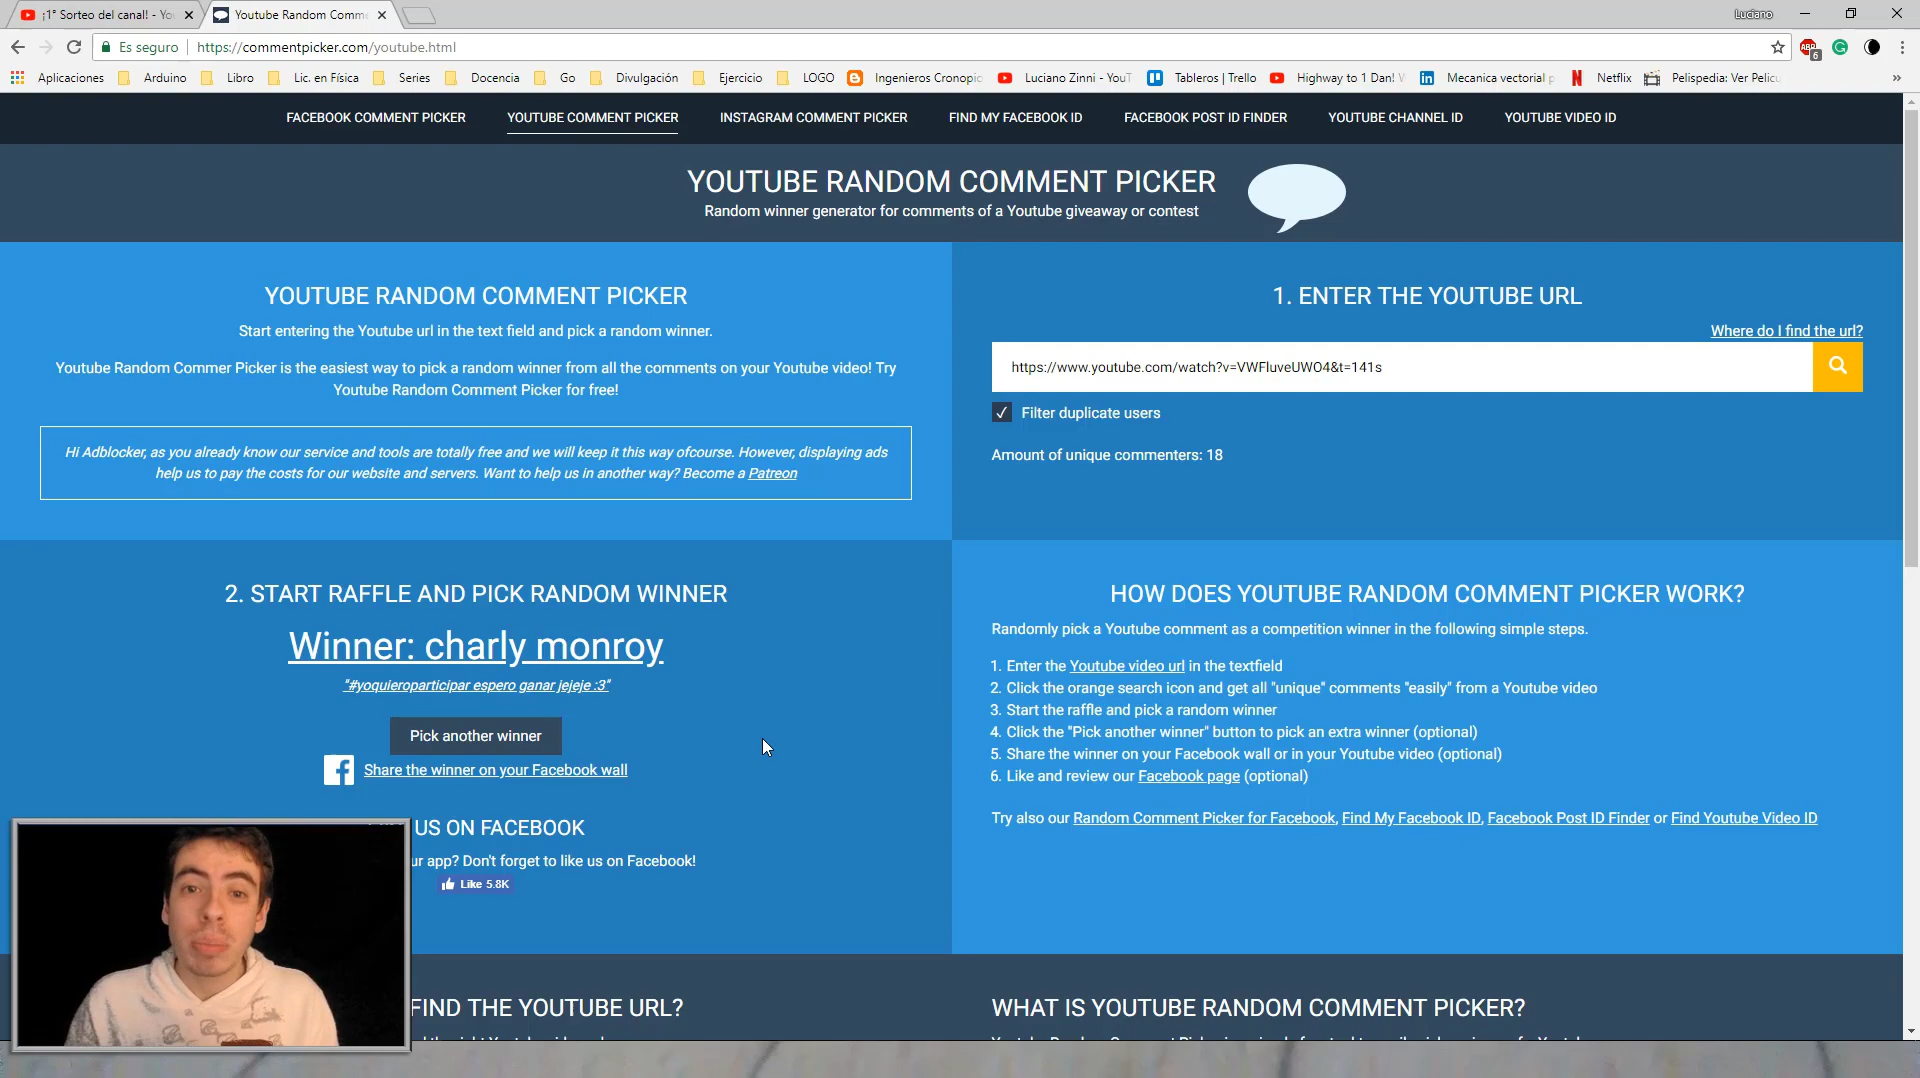 ¡1° Sorteo del canal! - Yo
Youtube Random Comme
Luciano
Es seguro
https://commentpicker.com/youtube.html
ABP
6
Aplicaciones
Arduino
Libro
Lic. en Física
Series
Docencia
Go
Divulgación
Ejercicio
LOGO
Ingenieros Cronopio
Luciano Zinni - YouT
Tableros | Trello
Highway to 1 Dan!
Mecanica vectorial p
Netflix
Pelispedia: Ver Pelicu
FACEBOOK COMMENT PICKER
YOUTUBE COMMENT PICKER
INSTAGRAM COMMENT PICKER
FIND MY FACEBOOK ID
FACEBOOK POST ID FINDER
YOUTUBE CHANNEL ID
YOUTUBE VIDEO ID
YOUTUBE RANDOM COMMENT PICKER
Random winner generator for comments of a Youtube giveaway or contest
YOUTUBE RANDOM COMMENT PICKER
Start entering the Youtube url in the text field and pick a random winner.
Youtube Random Commer Picker is the easiest way to pick a random winner from all the comments on your Youtube video! Try
Youtube Random Comment Picker for free!
Hi Adblocker, as you already know our service and tools are totally free and we will keep it this way ofcourse. However, displaying ads
help us to pay the costs for our website and servers. Want to help us in another way? Become a Patreon
1. ENTER THE YOUTUBE URL
Where do I find the url?
https://www.youtube.com/watch?v=VWFluveUWO4&t=141s
Filter duplicate users
Amount of unique commenters: 18
2. START RAFFLE AND PICK RANDOM WINNER
Winner: charly monroy
"#yoquieroparticipar espero ganar jejeje :3"
Pick another winner
Share the winner on your Facebook wall
US ON FACEBOOK
ur app? Don't forget to like us on Facebook!
Like 5.8K
HOW DOES YOUTUBE RANDOM COMMENT PICKER WORK?
Randomly pick a Youtube comment as a competition winner in the following simple steps.
1. Enter the Youtube video url in the textfield
2. Click the orange search icon and get all "unique" comments "easily" from a Youtube video
3. Start the raffle and pick a random winner
4. Click the "Pick another winner" button to pick an extra winner (optional)
5. Share the winner on your Facebook wall or in your Youtube video (optional)
6. Like and review our Facebook page (optional)
Try also our Random Comment Picker for Facebook, Find My Facebook ID, Facebook Post ID Finder or Find Youtube Video ID
FIND THE YOUTUBE URL?
WHAT IS YOUTUBE RANDOM COMMENT PICKER?